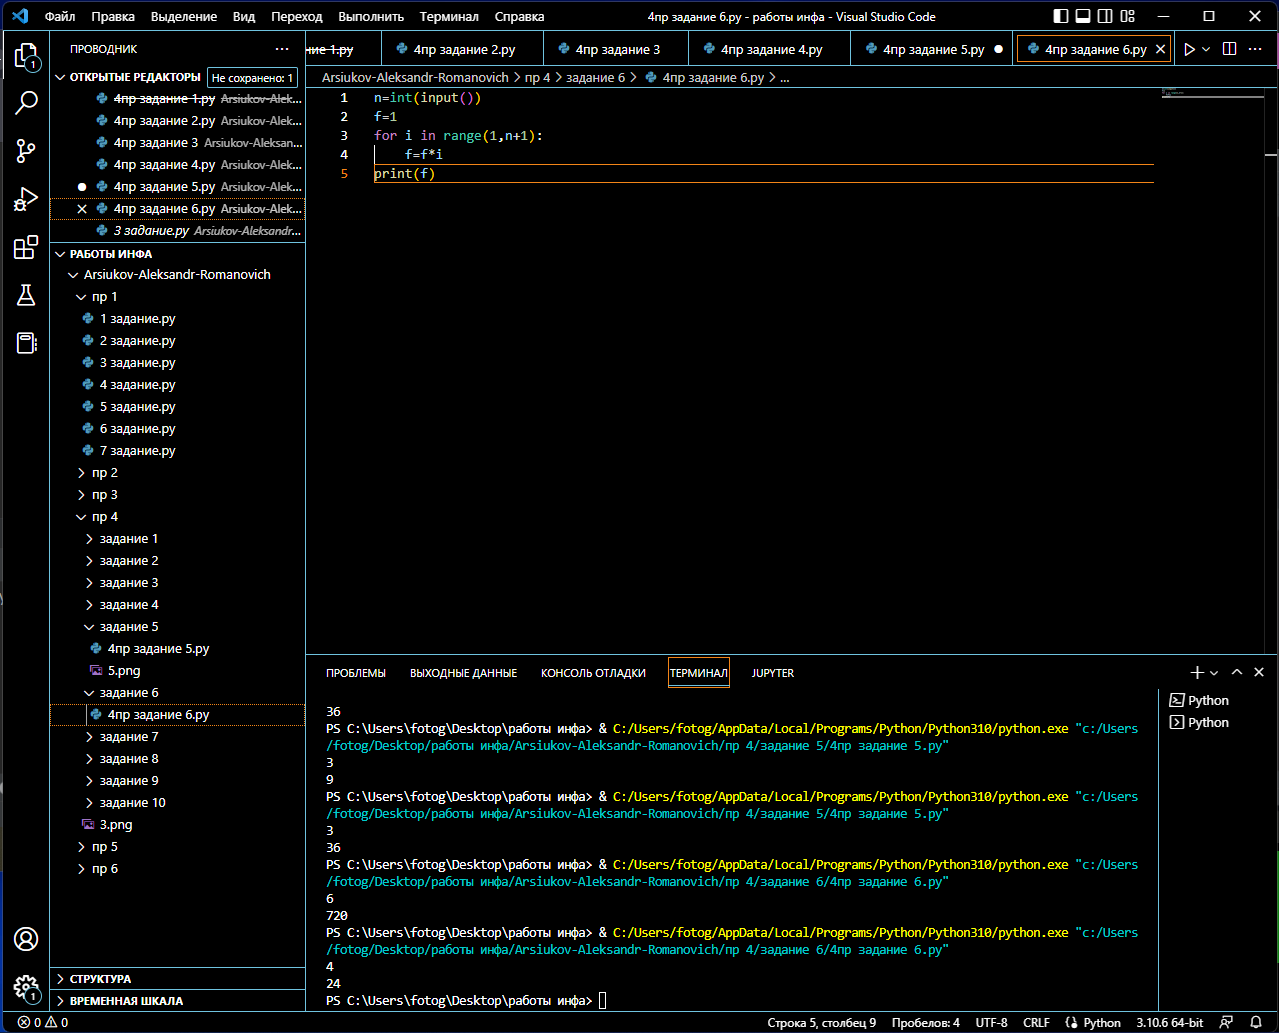 Файл Правка Выделение Вид Переход Выполнить Терминал Справка 4пр задание 6.py - работы инфа - Visual Studio Code
ПРОВОДНИК ...
ние 1.py 4пр задание 2.py 4пр задание 3 4пр задание 4.py 4пр задание 5.py 4пр задание 6.py
ОТКРЫТЫЕ РЕДАКТОРЫ Не сохранено: 1
4пр задание 1.py Arsiukov-Alek...
4пр задание 2.py Arsiukov-Alek...
4пр задание 3 Arsiukov-Aleksan...
4пр задание 4.py Arsiukov-Alek...
4пр задание 5.py Arsiukov-Alek...
4пр задание 6.py Arsiukov-Alek...
3 задание.py Arsiukov-Aleksandr...
РАБОТЫ ИНФА
Arsiukov-Aleksandr-Romanovich
пр 1
1 задание.py
2 задание.py
3 задание.py
4 задание.py
5 задание.py
6 задание.py
7 задание.py
пр 2
пр 3
пр 4
задание 1
задание 2
задание 3
задание 4
задание 5
4пр задание 5.py
5.png
задание 6
4пр задание 6.py
задание 7
задание 8
задание 9
задание 10
3.png
пр 5
пр 6
СТРУКТУРА
ВРЕМЕННАЯ ШКАЛА
1
1
Arsiukov-Aleksandr-Romanovich > пр 4 > задание 6 > 4пр задание 6.py > ...
1 n=int(input())
2 f=1
3 for i in range(1,n+1):
4     f=f*i
5 print(f)
ПРОБЛЕМЫ ВЫХОДНЫЕ ДАННЫЕ КОНСОЛЬ ОТЛАДКИ ТЕРМИНАЛ JUPYTER
36
PS C:\Users\fotog\Desktop\работы инфа> & C:/Users/fotog/AppData/Local/Programs/Python/Python310/python.exe "c:/Users
/fotog/Desktop/работы инфа/Arsiukov-Aleksandr-Romanovich/пр 4/задание 5/4пр задание 5.py"
3
9
PS C:\Users\fotog\Desktop\работы инфа> & C:/Users/fotog/AppData/Local/Programs/Python/Python310/python.exe "c:/Users
/fotog/Desktop/работы инфа/Arsiukov-Aleksandr-Romanovich/пр 4/задание 5/4пр задание 5.py"
3
36
PS C:\Users\fotog\Desktop\работы инфа> & C:/Users/fotog/AppData/Local/Programs/Python/Python310/python.exe "c:/Users
/fotog/Desktop/работы инфа/Arsiukov-Aleksandr-Romanovich/пр 4/задание 6/4пр задание 6.py"
6
720
PS C:\Users\fotog\Desktop\работы инфа> & C:/Users/fotog/AppData/Local/Programs/Python/Python310/python.exe "c:/Users
/fotog/Desktop/работы инфа/Arsiukov-Aleksandr-Romanovich/пр 4/задание 6/4пр задание 6.py"
4
24
PS C:\Users\fotog\Desktop\работы инфа>
Python
Python
0 0 Строка 5, столбец 9 Пробелов: 4 UTF-8 CRLF Python 3.10.6 64-bit